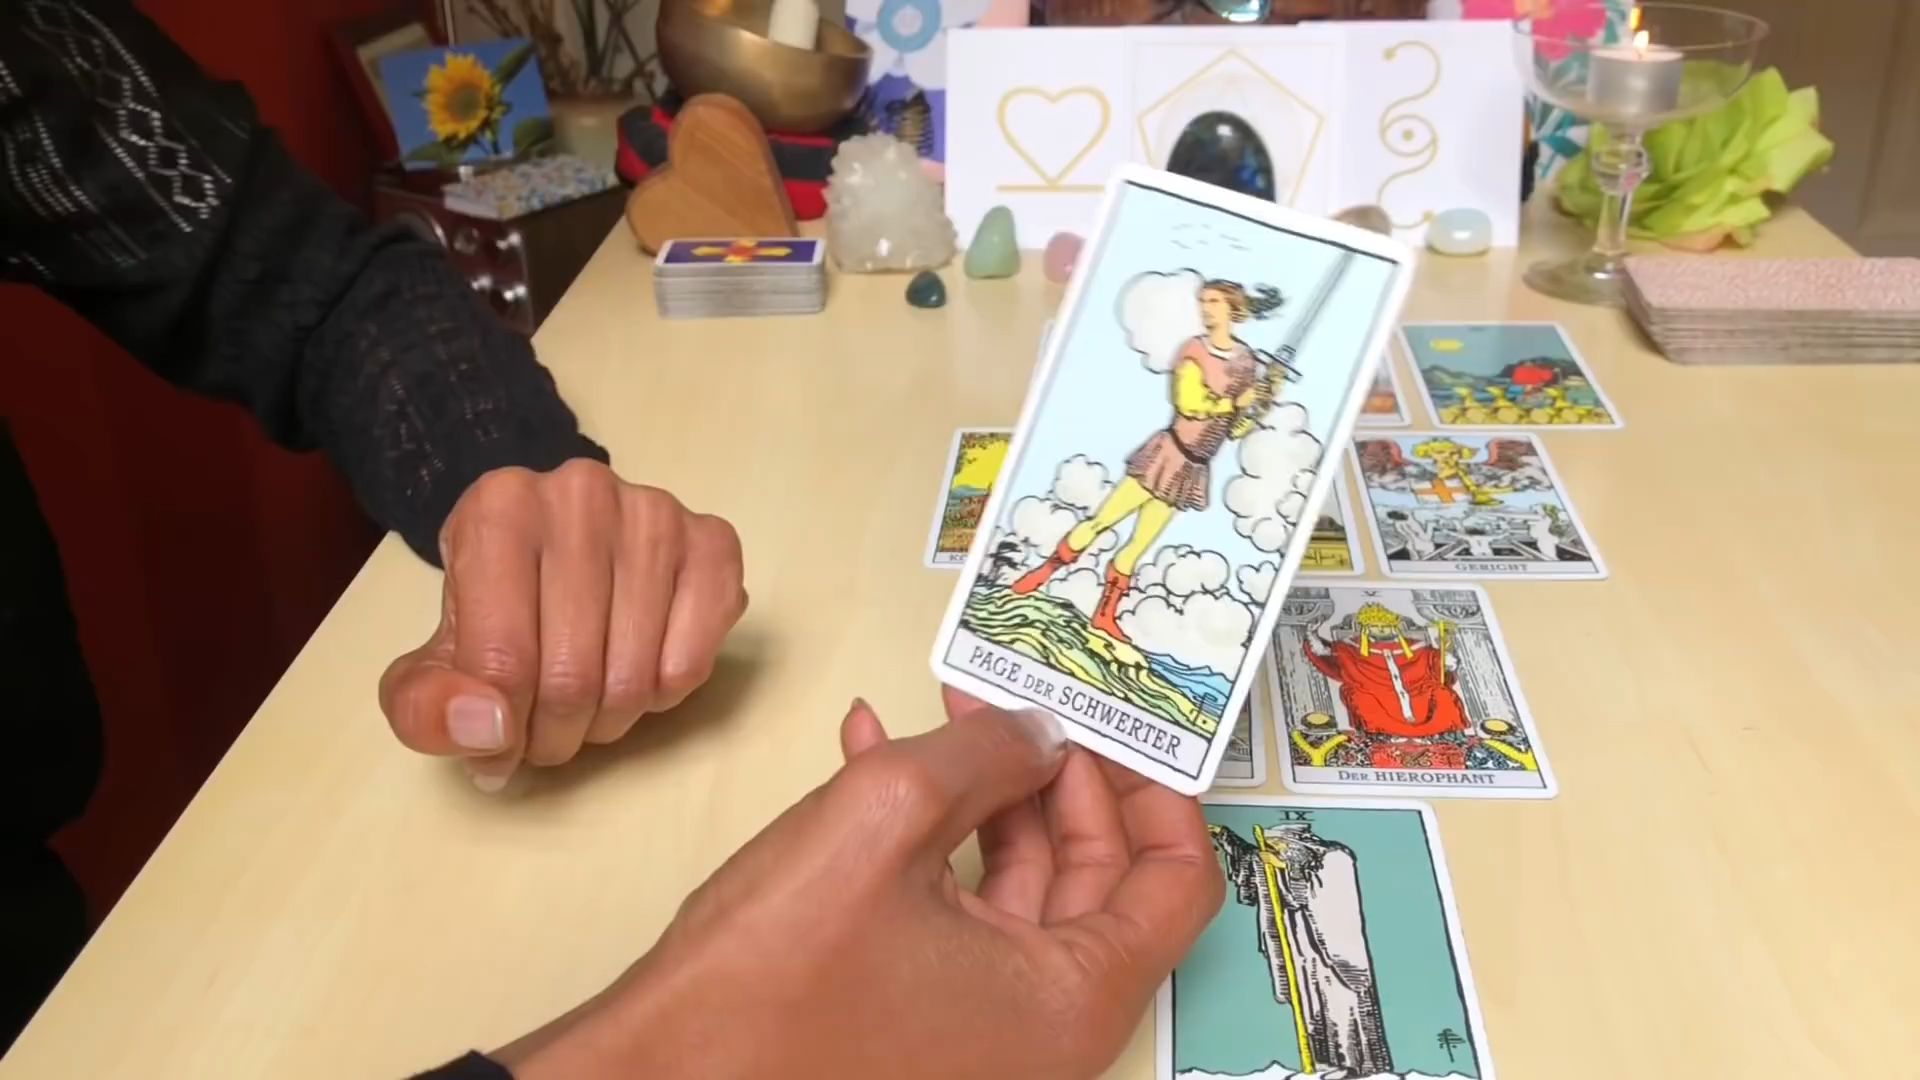 PAGE DER SCHWERTER
GERICHT
V
DER HIEROPHANT
IX